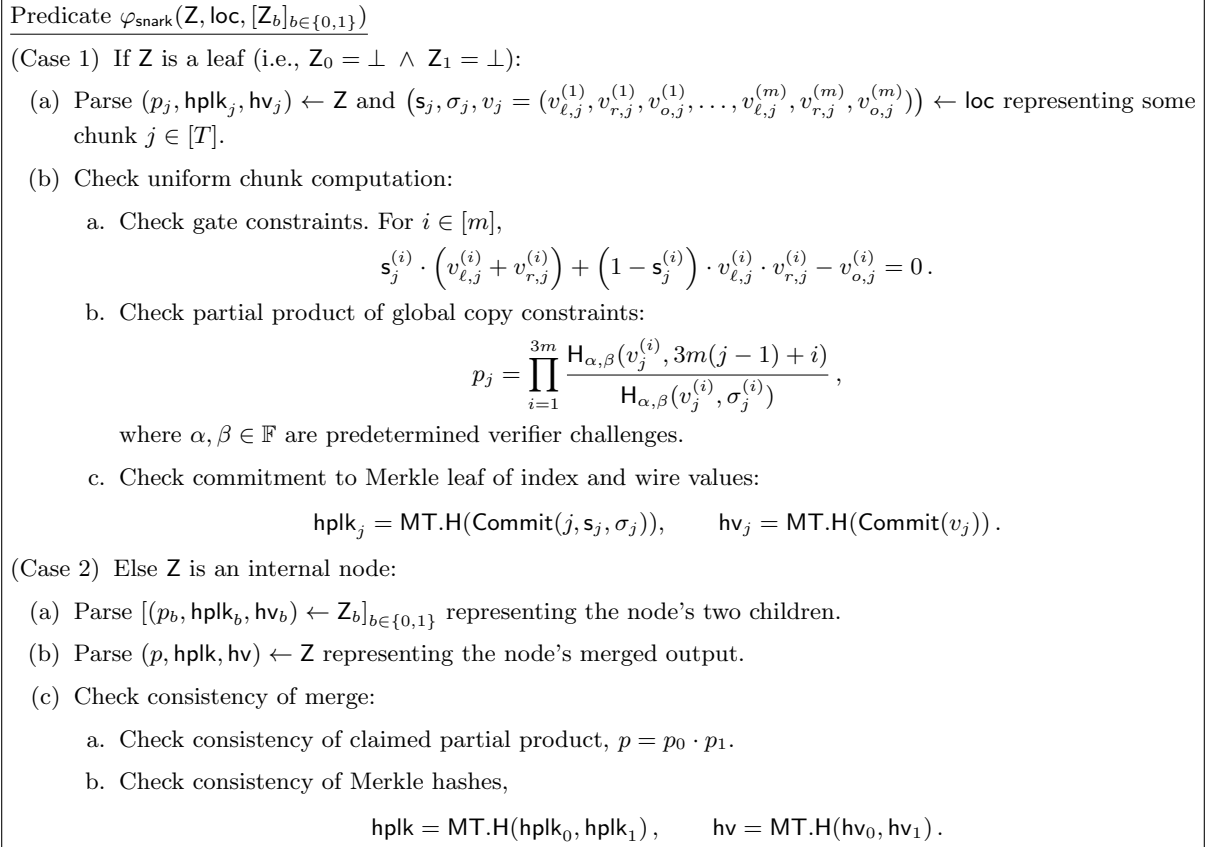 Predicate φ_snark(Z, loc, [Z_b]_{b∈{0,1}})
(Case 1) If Z is a leaf (i.e., Z_0 = ⊥ ∧ Z_1 = ⊥):
(a) Parse (p_j, hplk_j, hv_j) ← Z and (s_j, σ_j, v_j = (v_{ℓ,j}^{(1)}, v_{r,j}^{(1)}, v_{o,j}^{(1)}, . . . , v_{ℓ,j}^{(m)}, v_{r,j}^{(m)}, v_{o,j}^{(m)})) ← loc representing some
chunk j ∈ [T].
(b) Check uniform chunk computation:
a. Check gate constraints. For i ∈ [m],
s_j^{(i)} · (v_{ℓ,j}^{(i)} + v_{r,j}^{(i)}) + (1 − s_j^{(i)}) · v_{ℓ,j}^{(i)} · v_{r,j}^{(i)} − v_{o,j}^{(i)} = 0 .
b. Check partial product of global copy constraints:
p_j = ∏_{i=1}^{3m} H_{α,β}(v_j^{(i)}, 3m(j − 1) + i) / H_{α,β}(v_j^{(i)}, σ_j^{(i)}) ,
where α, β ∈ 𝔽 are predetermined verifier challenges.
c. Check commitment to Merkle leaf of index and wire values:
hplk_j = MT.H(Commit(j, s_j, σ_j)), hv_j = MT.H(Commit(v_j)) .
(Case 2) Else Z is an internal node:
(a) Parse [(p_b, hplk_b, hv_b) ← Z_b]_{b∈{0,1}} representing the node's two children.
(b) Parse (p, hplk, hv) ← Z representing the node's merged output.
(c) Check consistency of merge:
a. Check consistency of claimed partial product, p = p_0 · p_1.
b. Check consistency of Merkle hashes,
hplk = MT.H(hplk_0, hplk_1) , hv = MT.H(hv_0, hv_1) .